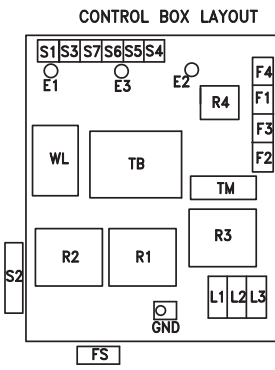 CONTROL BOX LAYOUT
S1 S3 S7 S6 S5 S4
E1 E3 E2
F4
R4 F1
F3
F2
WL TB
TM
R3
R2 R1
S2
L1 L2 L3
GND
FS